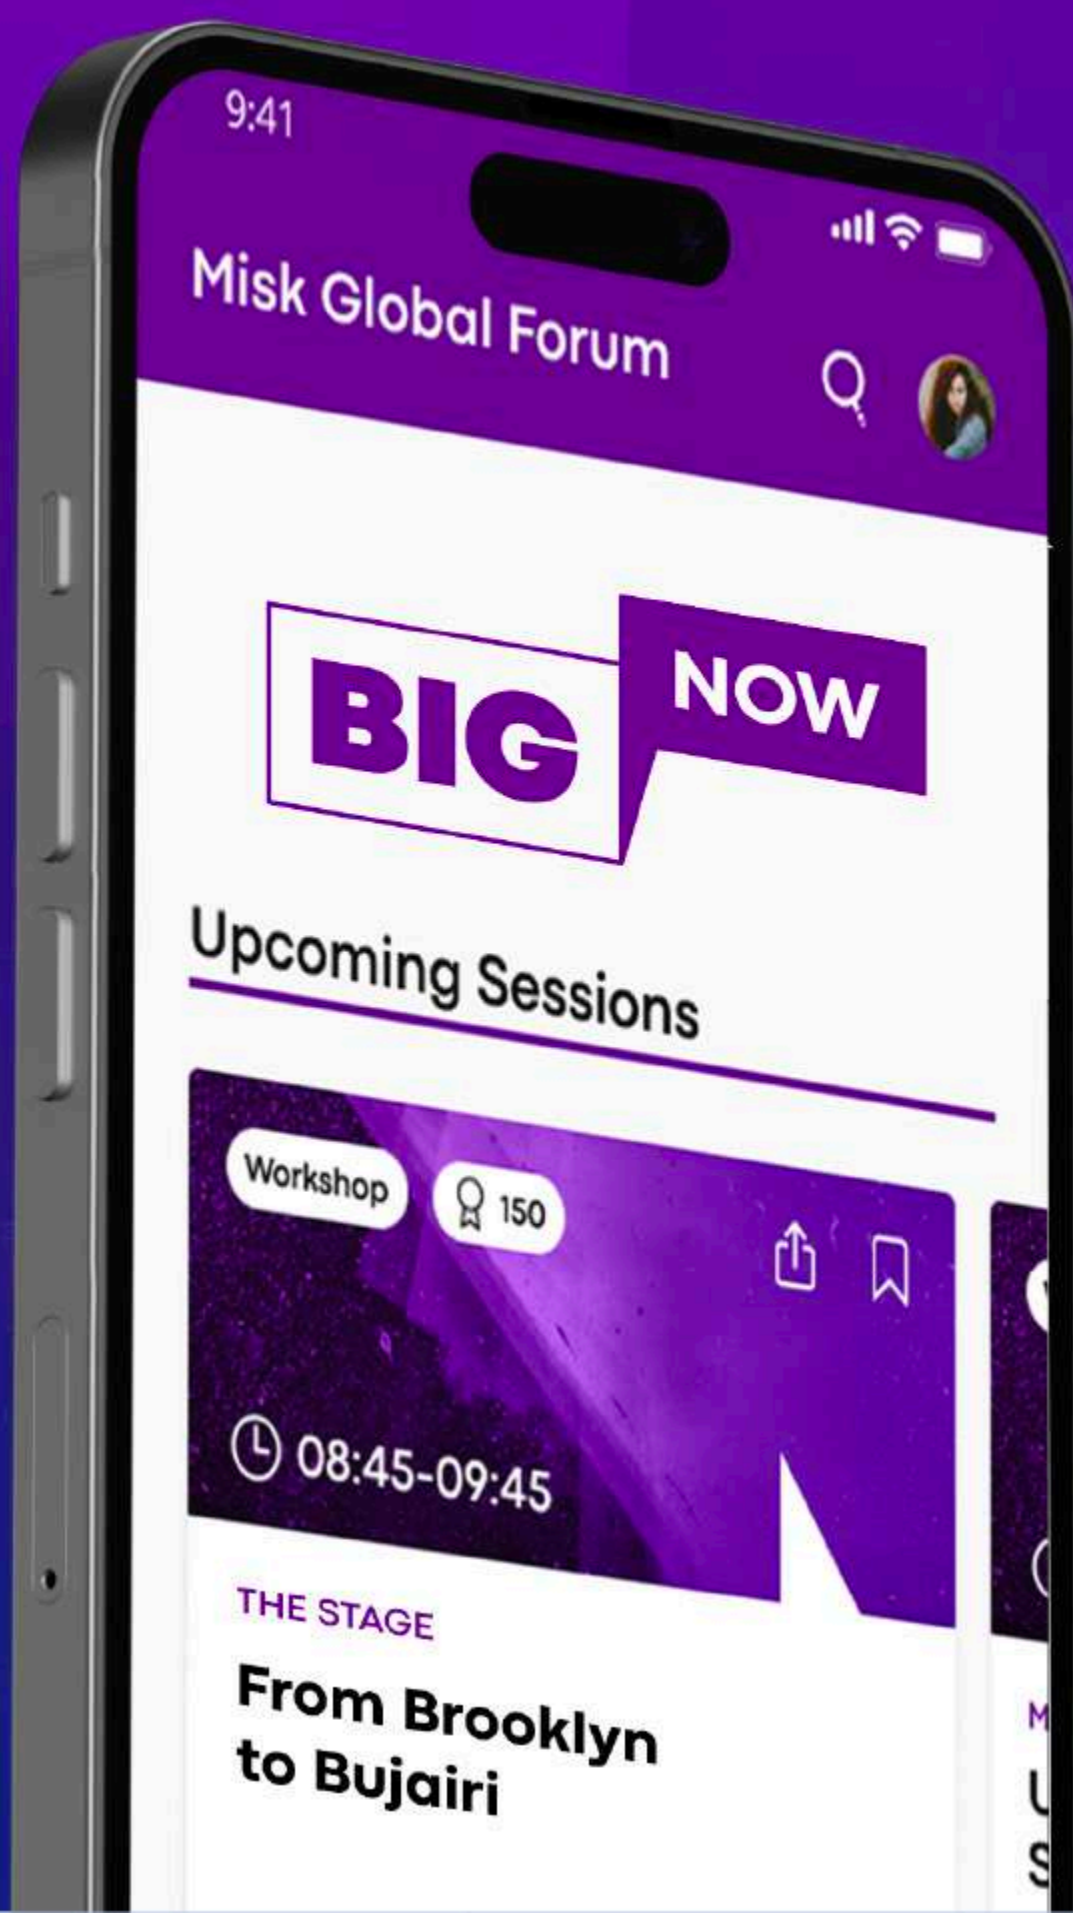 9:41
Misk Global Forum
BIG
NOW
Upcoming Sessions
Workshop
150
08:45-09:45
THE STAGE
From Brooklyn
to Bujairi
M
U
S